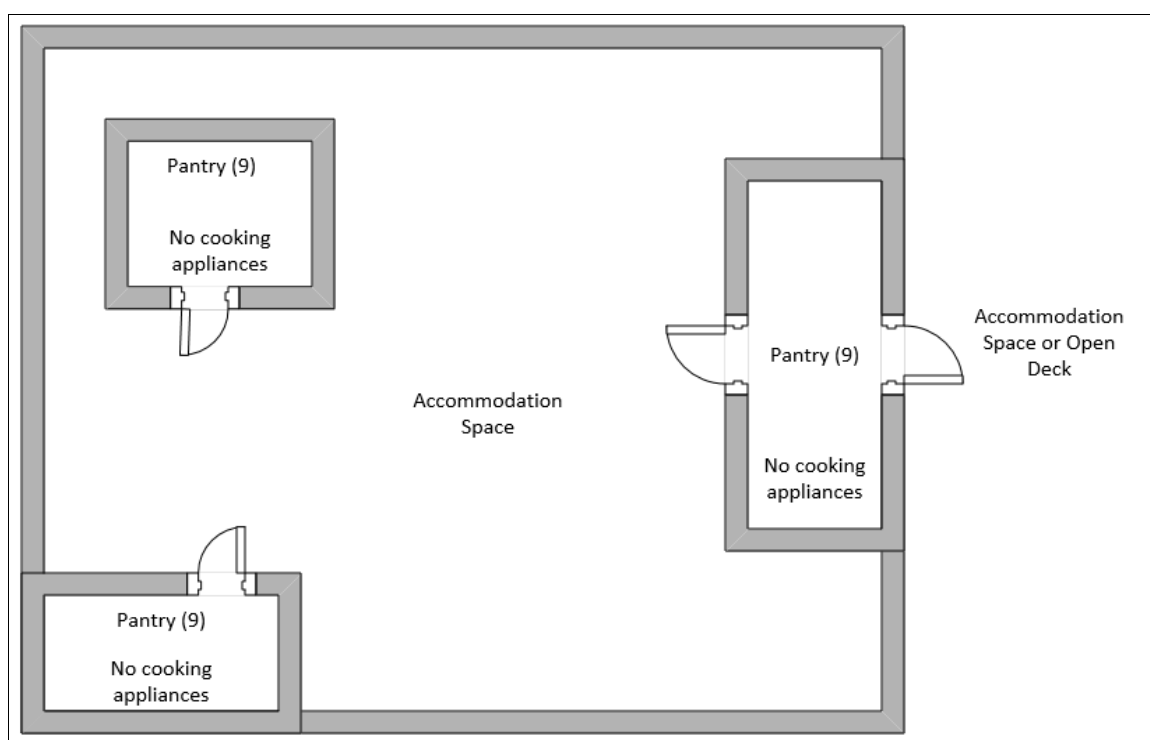 Pantry (9)
No cooking
appliances
Accommodation
Space or Open
Deck
Pantry (9)
Accommodation
Space
No cooking
appliances
Pantry (9)
No cooking
appliances